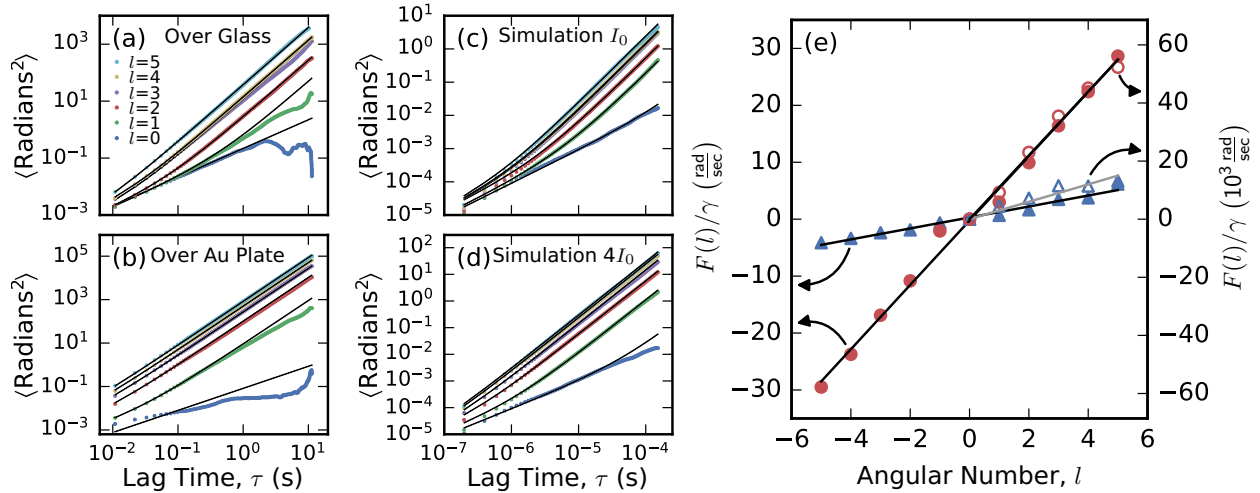 (a) Over Glass
l=5
l=4
l=3
l=2
l=1
l=0
⟨Radians²⟩
10³
10¹
10⁻¹
10⁻³
(b) Over Au Plate
⟨Radians²⟩
10⁵
10³
10¹
10⁻¹
10⁻³
10⁻² 10⁻¹ 10⁰ 10¹
Lag Time, τ (s)
(c) Simulation I₀
⟨Radians²⟩
10²
10¹
10⁰
10⁻¹
10⁻²
10⁻³
10⁻⁴
10⁻⁵
(d) Simulation 4I₀
⟨Radians²⟩
10²
10¹
10⁰
10⁻¹
10⁻²
10⁻³
10⁻⁴
10⁻⁵
10⁻⁷ 10⁻⁶ 10⁻⁵ 10⁻⁴
Lag Time, τ (s)
(e)
F(l)/γ (rad/sec)
30
20
10
0
−10
−20
−30
−6 −4 −2 0 2 4 6
Angular Number, l
60
40
20
0
−20
−40
−60
F(l)/γ (10³ rad/sec)